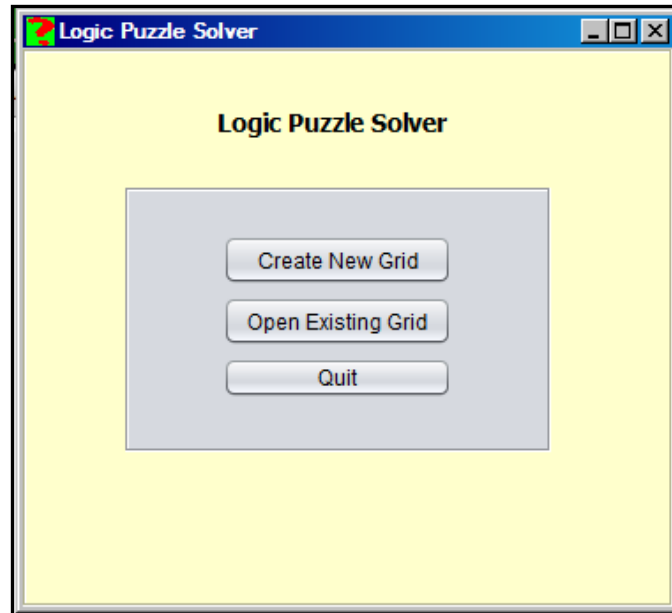 Logic Puzzle Solver
Logic Puzzle Solver
Create New Grid
Open Existing Grid
Quit